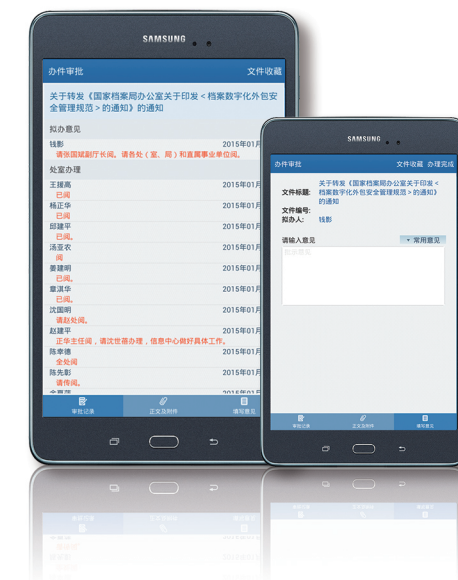 SAMSUNG
办件审批 文件收藏
关于转发《国家档案局办公室关于印发<档案数字化外包安
全管理规范>的通知》的通知
拟办意见
钱影 2015年01月
请张国斌副厅长阅。请各处(室、局)和直属事业单位阅。
处室办理
王援高 2015年01月
已阅
杨正华 2015年01月
已阅
邱建平 2015年01月
已阅。
汤亚农 2015年01月
阅
姜建明 2015年01月
已阅。
章淇华 2015年01月
已阅。
沈国明 2015年01月
请赵处阅。
赵建平 2015年01月
正华主任阅,请沈世蓓办理,信息中心做好具体工作。
陈幸德 2015年01月
全处阅
陈先彰 2015年01月
请传阅。
审批记录 正文及附件 填写意见
SAMSUNG
办件审批 文件收藏 办理完成
文件标题: 关于转发《国家档案局办公室关于印发<
档案数字化外包安全管理规范>的通知》
的通知
文件编号:
拟办人: 钱影
请输入意见 常用意见
审批记录 正文及附件 填写意见